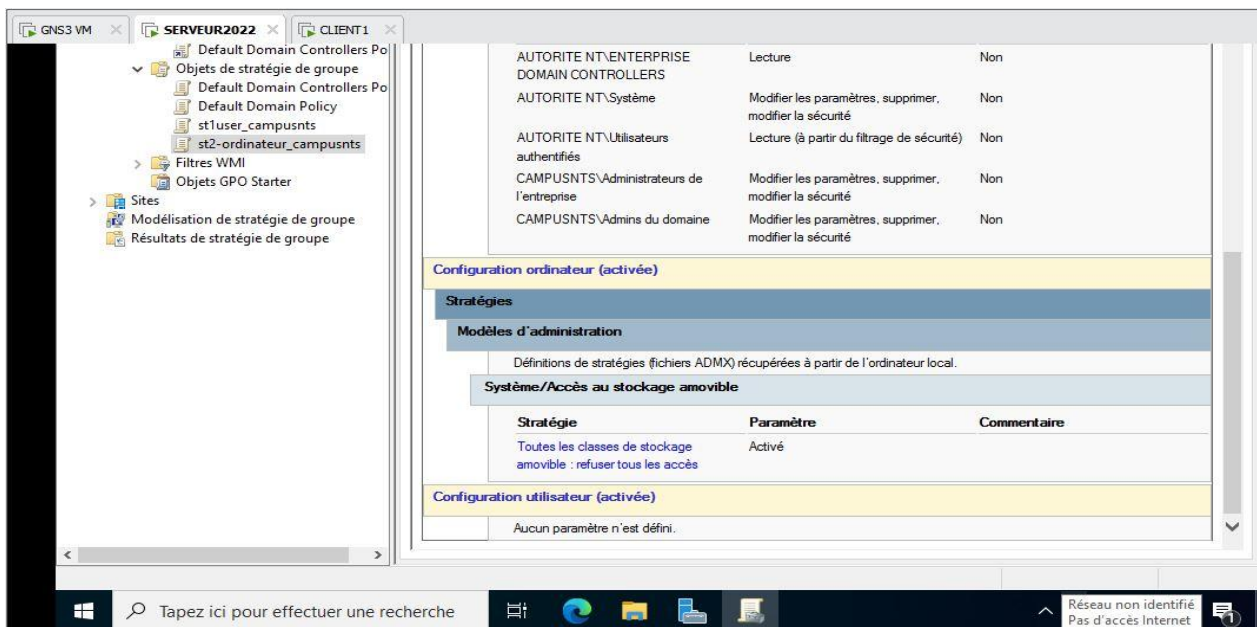 GNS3 VM
SERVEUR2022
CLIENT1
Default Domain Controllers Po
Objets de stratégie de groupe
Default Domain Controllers Po
Default Domain Policy
st1user_campusnts
st2-ordinateur_campusnts
Filtres WMI
Objets GPO Starter
Sites
Modélisation de stratégie de groupe
Résultats de stratégie de groupe
AUTORITE NT\ENTERPRISE Lecture Non
DOMAIN CONTROLLERS
AUTORITE NT\Système Modifier les paramètres, supprimer, Non
modifier la sécurité
AUTORITE NT\Utilisateurs Lecture (à partir du filtrage de sécurité) Non
authentifiés
CAMPUSNTS\Administrateurs de Modifier les paramètres, supprimer, Non
l'entreprise modifier la sécurité
CAMPUSNTS\Admins du domaine Modifier les paramètres, supprimer, Non
modifier la sécurité
Configuration ordinateur (activée)
Stratégies
Modèles d'administration
Définitions de stratégies (fichiers ADMX) récupérées à partir de l'ordinateur local.
Système/Accès au stockage amovible
Stratégie Paramètre Commentaire
Toutes les classes de stockage Activé
amovible : refuser tous les accès
Configuration utilisateur (activée)
Aucun paramètre n'est défini.
Tapez ici pour effectuer une recherche
Réseau non identifié
Pas d'accès Internet
1